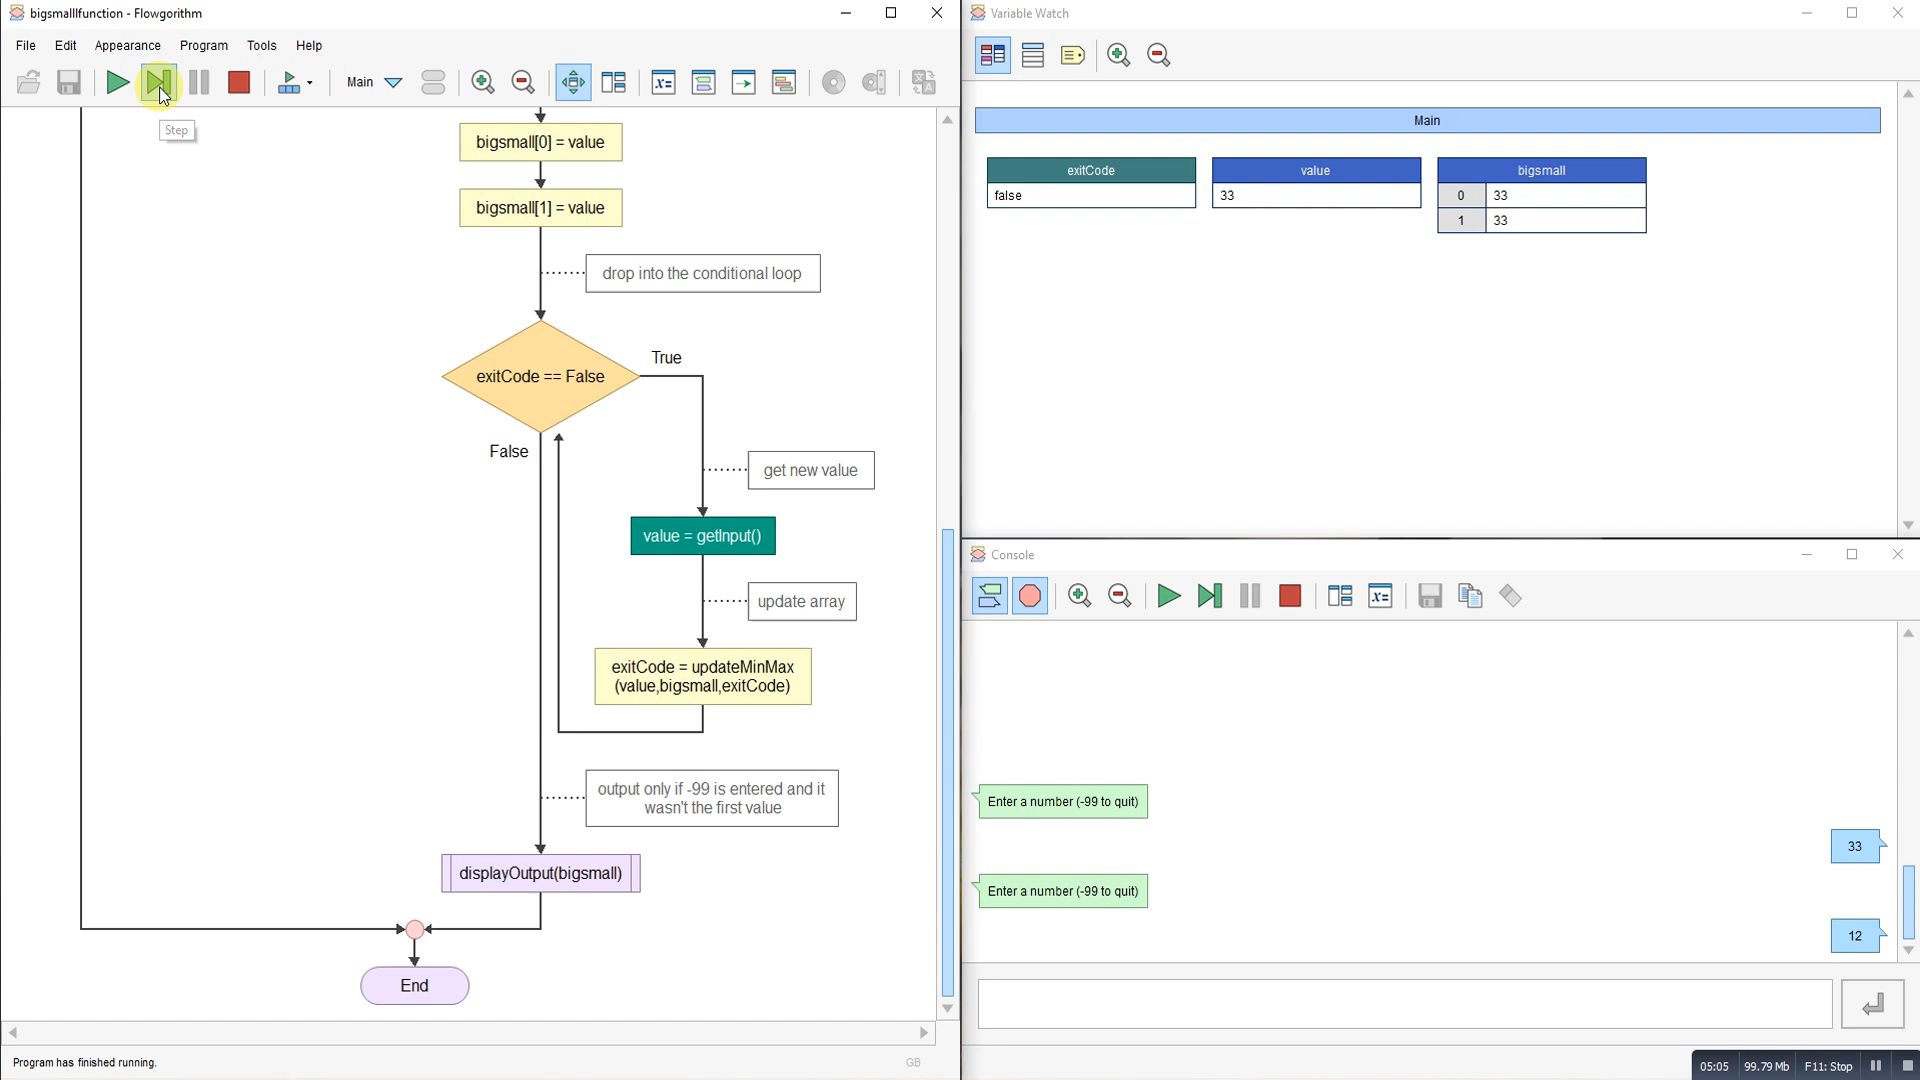 bigsmalllfunction - Flowgorithm
File Edit Appearance Program Tools Help
Main
Step
bigsmall[0] = value
bigsmall[1] = value
drop into the conditional loop
exitCode == False
True
False
get new value
value = getInput()
update array
exitCode = updateMinMax
(value,bigsmall,exitCode)
output only if -99 is entered and it
wasn't the first value
displayOutput(bigsmall)
End
Program has finished running.
GB
Variable Watch
Main
exitCode value bigsmall
false 33 0 33
1 33
Console
Enter a number (-99 to quit)
33
Enter a number (-99 to quit)
12
05:05 99.79 Mb F11: Stop